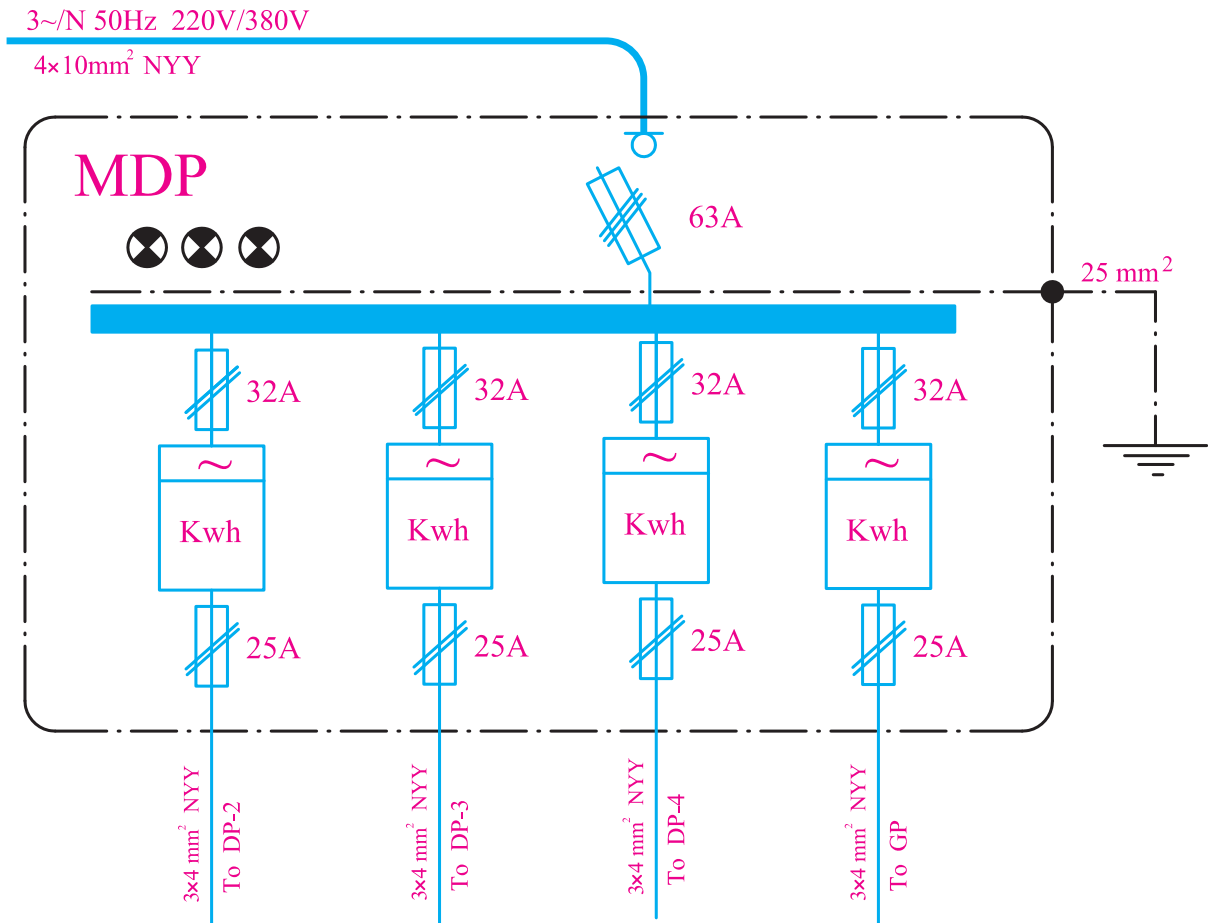 3~/N 50Hz 220V/380V
4×10mm² NYY
MDP
63A
25 mm²
32A
32A
32A
32A
~
~
~
~
Kwh
Kwh
Kwh
Kwh
25A
25A
25A
25A
3×4 mm² NYY
To DP-2
3×4 mm² NYY
To DP-3
3×4 mm² NYY
To DP-4
3×4 mm² NYY
To GP